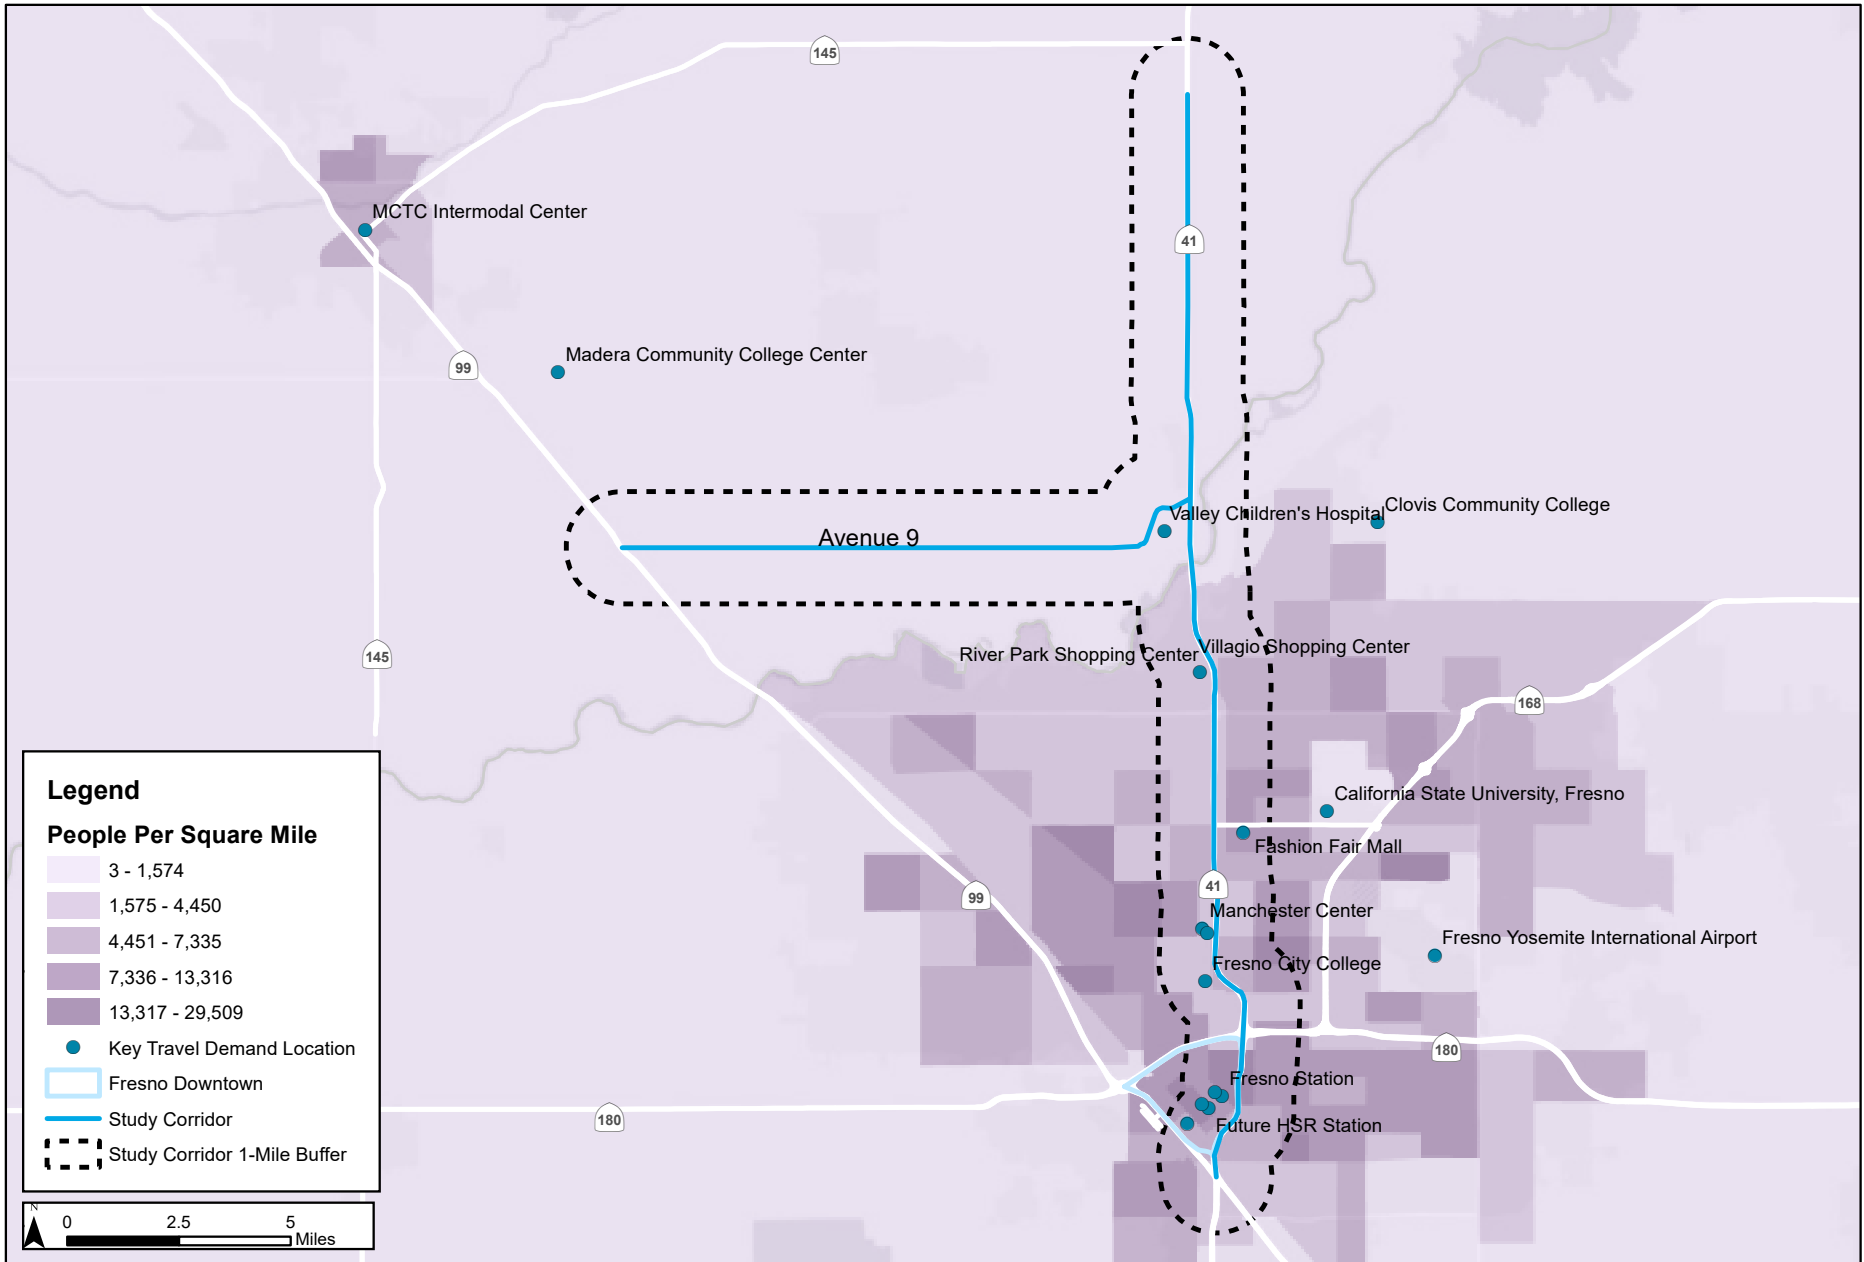 145
41
MCTC Intermodal Center
Madera Community College Center
99
Valley Children's Hospital
Clovis Community College
Avenue 9
145
River Park Shopping Center
Villagio Shopping Center
168
California State University, Fresno
Fashion Fair Mall
41
99
Manchester Center
Fresno Yosemite International Airport
Fresno City College
180
Fresno Station
180
Future HSR Station
Legend
People Per Square Mile
3 - 1,574
1,575 - 4,450
4,451 - 7,335
7,336 - 13,316
13,317 - 29,509
Key Travel Demand Location
Fresno Downtown
Study Corridor
Study Corridor 1-Mile Buffer
N
0 2.5 5
Miles